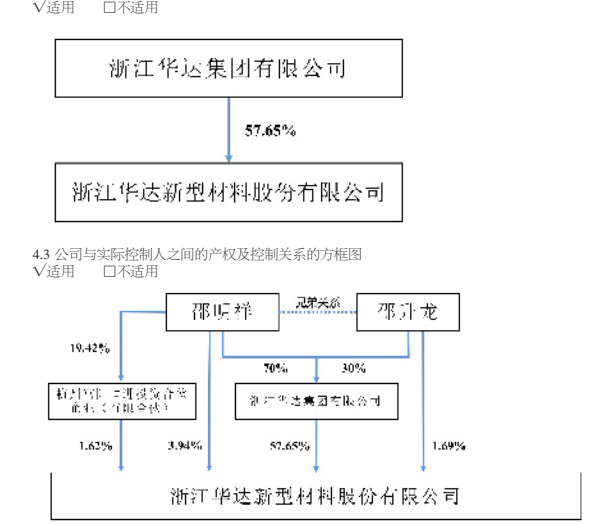 √适用 □不适用
浙江华达集团有限公司
57.65%
浙江华达新型材料股份有限公司
4.3 公司与实际控制人之间的产权及控制关系的方框图
√适用 □不适用
邵明祥
兄弟关系
邵升龙
19.42%
70%
30%
浙江华达集团有限公司
1.62%
3.94%
57.65%
1.69%
浙江华达新型材料股份有限公司